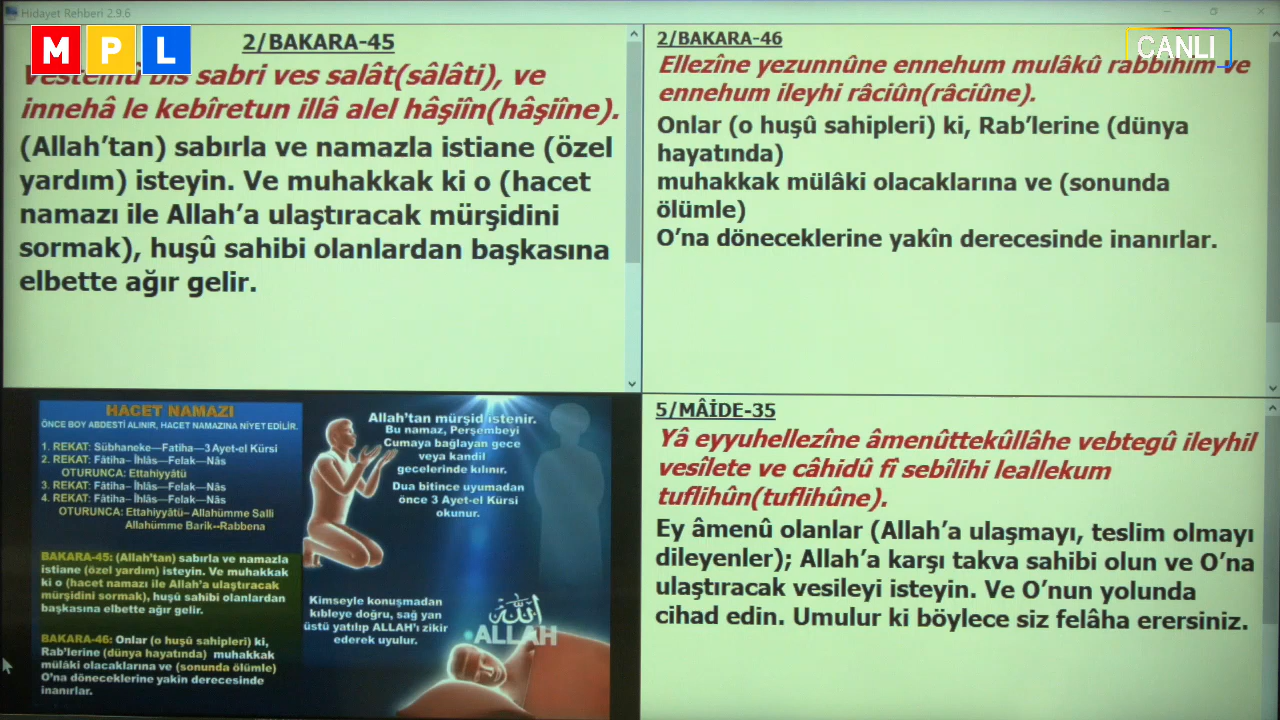 Hidayet Rehberi 2.9.6
MPL
CANLI
2/BAKARA-45
Vesteînû bis sabri ves salât(sâlâti), ve
innehâ le kebîretun illâ alel hâşiîn(hâşiîne).
(Allah’tan) sabırla ve namazla istiane (özel
yardım) isteyin. Ve muhakkak ki o (hacet
namazı ile Allah’a ulaştıracak mürşidini
sormak), huşû sahibi olanlardan başkasına
elbette ağır gelir.
2/BAKARA-46
Ellezîne yezunnûne ennehum mulâkû rabbihim ve
ennehum ileyhi râciûn(râciûne).
Onlar (o huşû sahipleri) ki, Rab’lerine (dünya
hayatında)
muhakkak mülâki olacaklarına ve (sonunda
ölümle)
O’na döneceklerine yakîn derecesinde inanırlar.
HACET NAMAZI
ÖNCE BOY ABDESTİ ALINIR, HACET NAMAZINA NİYET EDİLİR.
1. REKAT: Sübhaneke—Fatiha—3 Ayet-el Kürsi
2. REKAT: Fâtiha– İhlâs—Felak—Nâs
OTURUNCA: Ettahiyyâtü
3. REKAT: Fâtiha– İhlâs—Felak—Nâs
4. REKAT: Fâtiha– İhlâs—Felak—Nâs
OTURUNCA: Ettahiyyâtü– Allahümme Salli
Allahümme Barik--Rabbena
BAKARA-45: (Allah’tan) sabırla ve namazla
istiane (özel yardım) isteyin. Ve muhakkak
ki o (hacet namazı ile Allah’a ulaştıracak
mürşidini sormak), huşû sahibi olanlardan
başkasına elbette ağır gelir.
BAKARA-46: Onlar (o huşû sahipleri) ki,
Rab’lerine (dünya hayatında) muhakkak
mülâki olacaklarına ve (sonunda ölümle)
O’na döneceklerine yakîn derecesinde
inanırlar.
Allah’tan mürşid istenir.
Bu namaz, Perşembeyi
Cumaya bağlayan gece
veya kandil
gecelerinde kılınır.
Dua bitince uyumadan
önce 3 Ayet-el Kürsi
okunur.
Kimseyle konuşmadan
kıbleye doğru, sağ yan
üstü yatılıp ALLAH’ı zikir
ederek uyulur.
الله
ALLAH
5/MÂİDE-35
Yâ eyyuhellezîne âmenûttekûllâhe vebtegû ileyhil
vesîlete ve câhidû fî sebîlihi leallekum
tuflihûn(tuflihûne).
Ey âmenû olanlar (Allah’a ulaşmayı, teslim olmayı
dileyenler); Allah’a karşı takva sahibi olun ve O’na
ulaştıracak vesileyi isteyin. Ve O’nun yolunda
cihad edin. Umulur ki böylece siz felâha erersiniz.